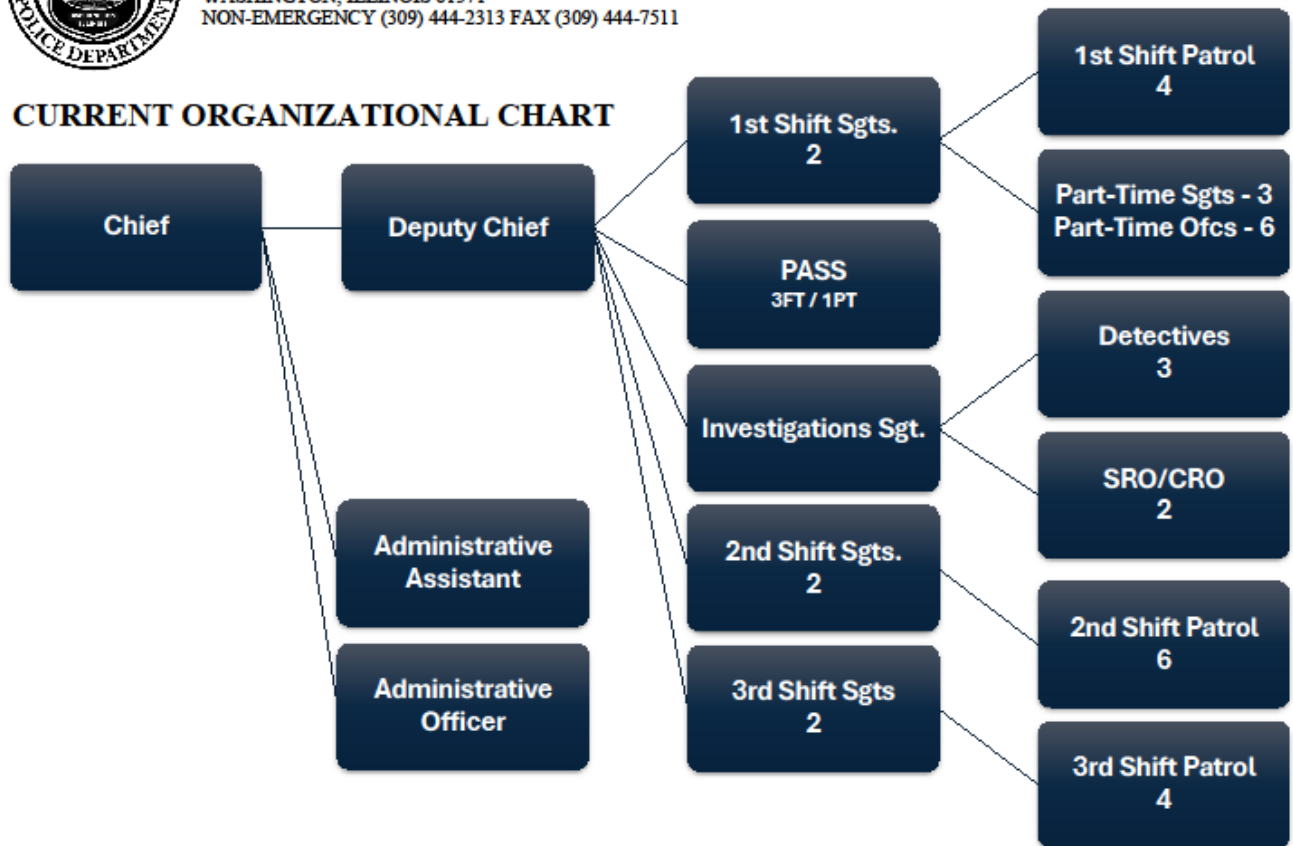 POLICE DEPARTMENT
NON-EMERGENCY (309) 444-2313 FAX (309) 444-7511
CURRENT ORGANIZATIONAL CHART
Chief
Deputy Chief
Administrative
Assistant
Administrative
Officer
1st Shift Sgts.
2
PASS
3FT / 1PT
Investigations Sgt.
2nd Shift Sgts.
2
3rd Shift Sgts
2
1st Shift Patrol
4
Part-Time Sgts - 3
Part-Time Ofcs - 6
Detectives
3
SRO/CRO
2
2nd Shift Patrol
6
3rd Shift Patrol
4